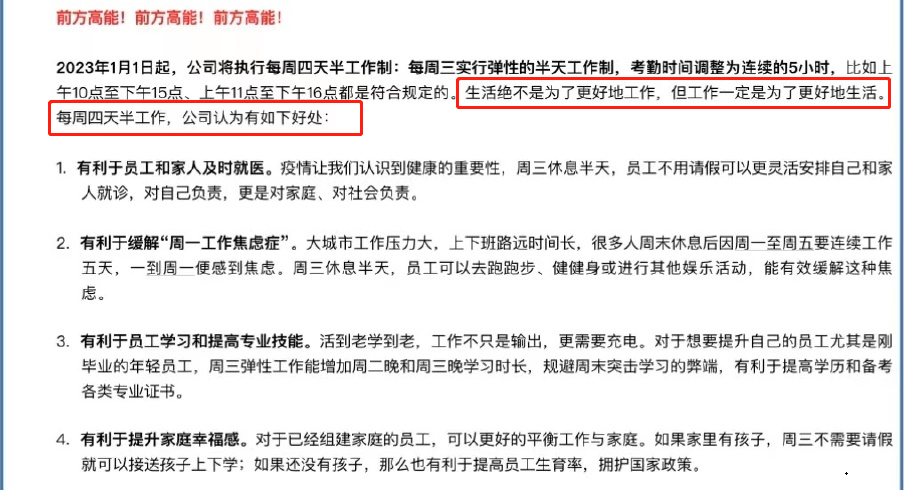 前方高能！前方高能！前方高能！
2023年1月1日起，公司将执行每周四天半工作制：每周三实行弹性的半天工作制，考勤时间调整为连续的5小时，比如上
午10点至下午15点、上午11点至下午16点都是符合规定的。生活绝不是为了更好地工作，但工作一定是为了更好地生活。
每周四天半工作，公司认为有如下好处：
1. 有利于员工和家人及时就医。疫情让我们认识到健康的重要性，周三休息半天，员工不用请假可以更灵活安排自己和家
人就诊，对自己负责，更是对家庭、对社会负责。
2. 有利于缓解“周一工作焦虑症”。大城市工作压力大，上下班路远时间长，很多人周末休息后因周一至周五要连续工作
五天，一到周一便感到焦虑。周三休息半天，员工可以去跑跑步、健健身或进行其他娱乐活动，能有效缓解这种焦
虑。
3. 有利于员工学习和提高专业技能。活到老学到老，工作不只是输出，更需要充电。对于想要提升自己的员工尤其是刚
毕业的年轻员工，周三弹性工作能增加周二晚和周三晚学习时长，规避周末突击学习的弊端，有利于提高学历和备考
各类专业证书。
4. 有利于提升家庭幸福感。对于已经组建家庭的员工，可以更好的平衡工作与家庭。如果家里有孩子，周三不需要请假
就可以接送孩子上下学；如果还没有孩子，那么也有利于提高员工生育率，拥护国家政策。